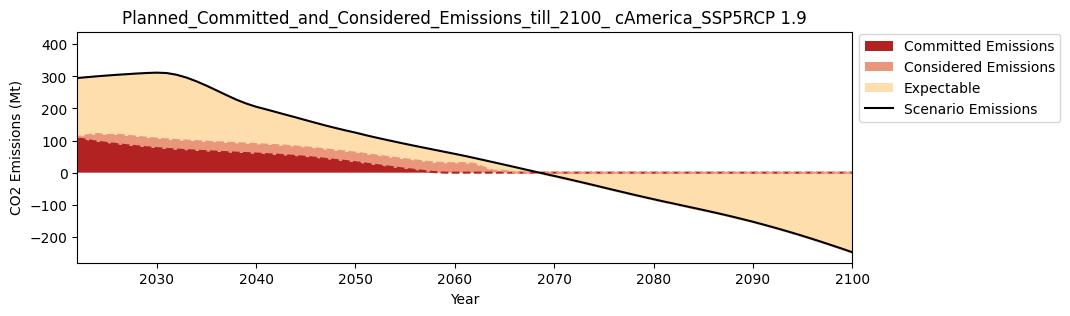 Planned_Committed_and_Considered_Emissions_till_2100_ cAmerica_SSP5RCP 1.9
CO2 Emissions (Mt)
400
300
200
100
0
−100
−200
2030
2040
2050
2060
2070
2080
2090
2100
Year
Committed Emissions
Considered Emissions
Expectable
Scenario Emissions